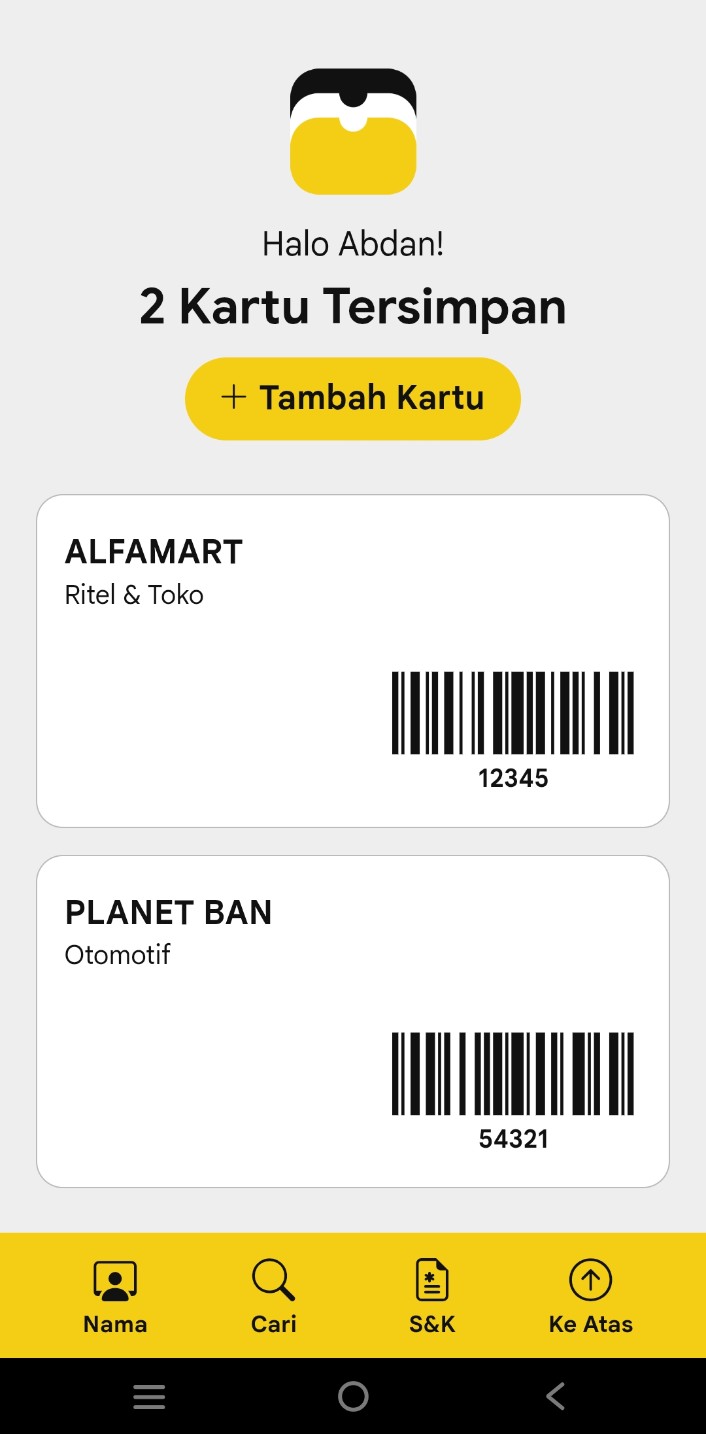 Halo Abdan!
2 Kartu Tersimpan
+ Tambah Kartu
ALFAMART
Ritel & Toko
12345
PLANET BAN
Otomotif
54321
Nama
Cari
S&K
Ke Atas